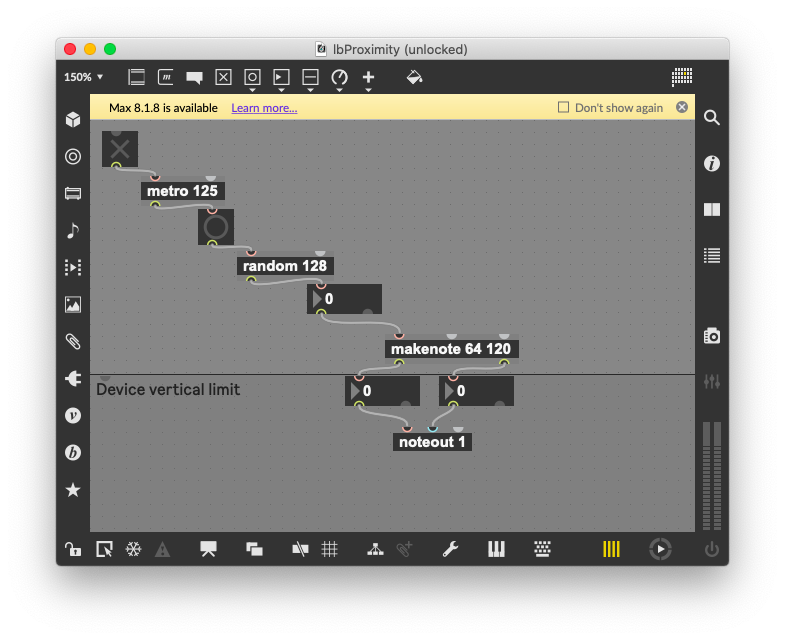 lbProximity (unlocked)
150%
m
Max 8.1.8 is available Learn more... Don't show again
metro 125
random 128
0
makenote 64 120
Device vertical limit
0 0
noteout 1
v
b